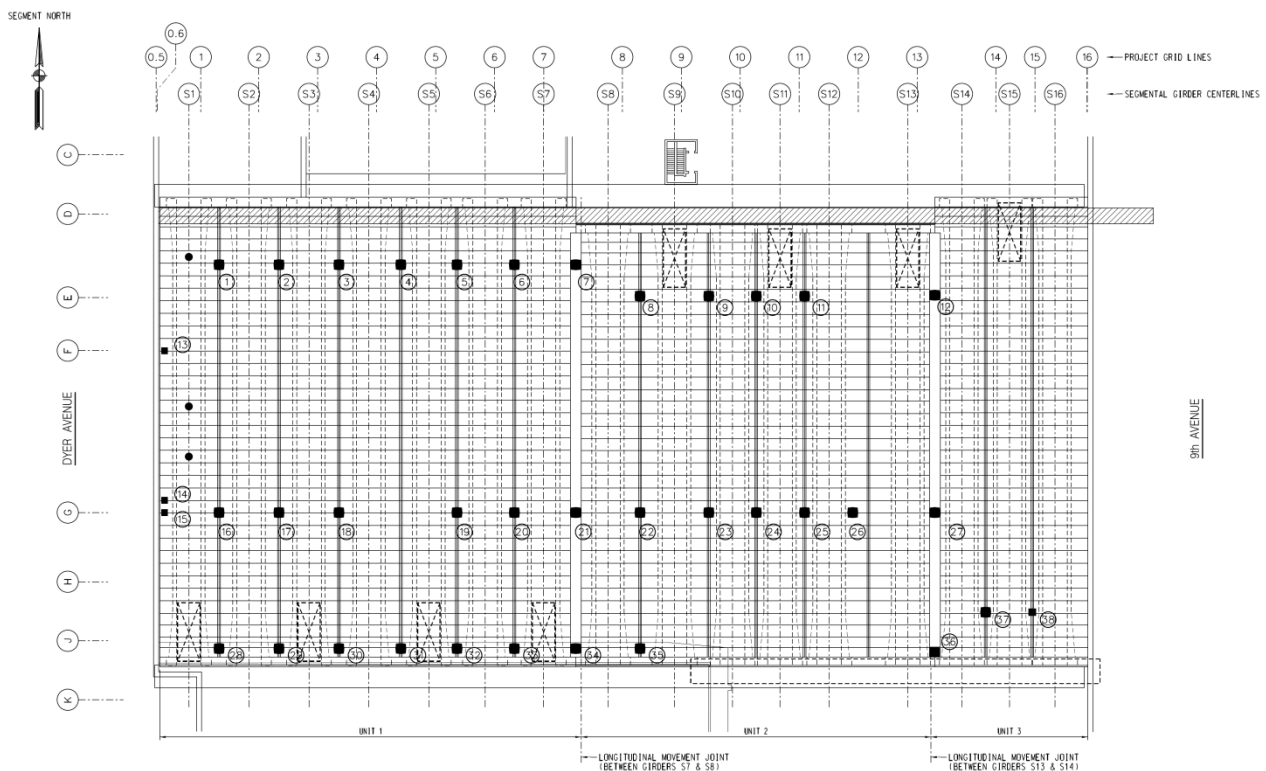 SEGMENT NORTH
0.6
0.5 1 2 3 4 5 6 7 8 9 10 11 12 13 14 15 16 PROJECT GRID LINES
S1 S2 S3 S4 S5 S6 S7 S8 S9 S10 S11 S12 S13 S14 S15 S16 SEGMENTAL GIRDER CENTERLINES
C
D
1 2 3 4 5 6 7
E
8 9 10 11 12
F
13
DYER AVENUE
9th AVENUE
14
G
15
16 17 18 19 20 21 22 23 24 25 26 27
H
37 38
J
36
28 29 30 31 32 33 34 35
K
UNIT 1 UNIT 2 UNIT 3
LONGITUDINAL MOVEMENT JOINT
(BETWEEN GIRDERS S7 & S8)
LONGITUDINAL MOVEMENT JOINT
(BETWEEN GIRDERS S13 & S14)